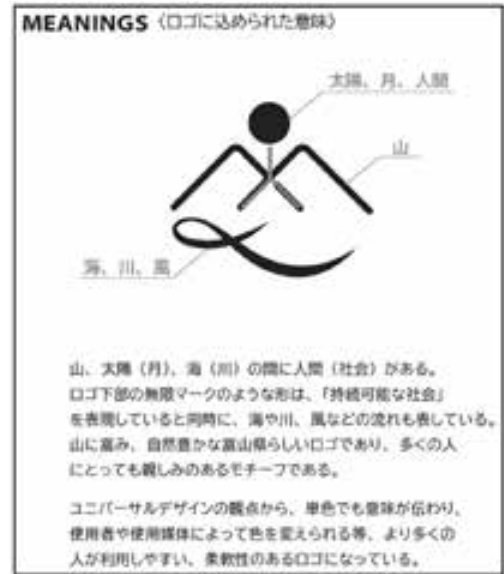 MEANINGS〈ロゴに込められた意味〉
太陽、月、人間
山
海、川、風
山、太陽（月）、海（川）の間に人間（社会）がある。
ロゴ下部の無限マークのような形は、「持続可能な社会」
を表現していると同時に、海や川、風などの流れも表している。
山に富み、自然豊かな富山県らしいロゴであり、多くの人
にとっても親しみのあるモチーフである。
ユニバーサルデザインの観点から、単色でも意味が伝わり、
使用者や使用媒体によって色を変えられる等、より多くの
人が利用しやすい、柔軟性のあるロゴになっている。